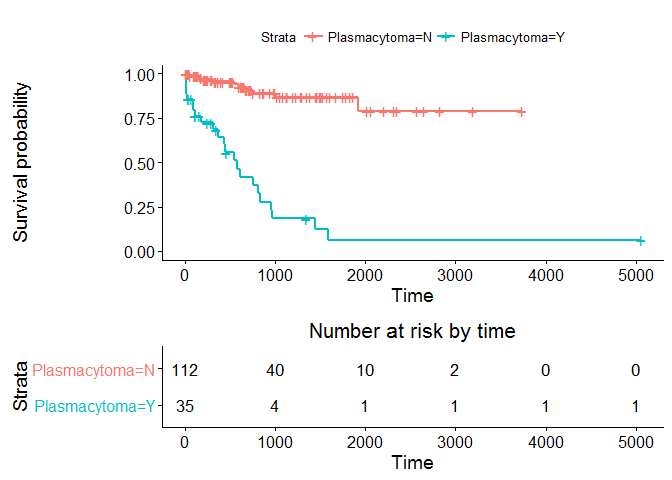 Strata Plasmacytoma=N Plasmacytoma=Y
Survival probability
1.00
0.75
0.50
0.25
0.00
0 1000 2000 3000 4000 5000
Time
Number at risk by time
Strata
Plasmacytoma=N 112 40 10 2 0 0
Plasmacytoma=Y 35 4 1 1 1 1
0 1000 2000 3000 4000 5000
Time